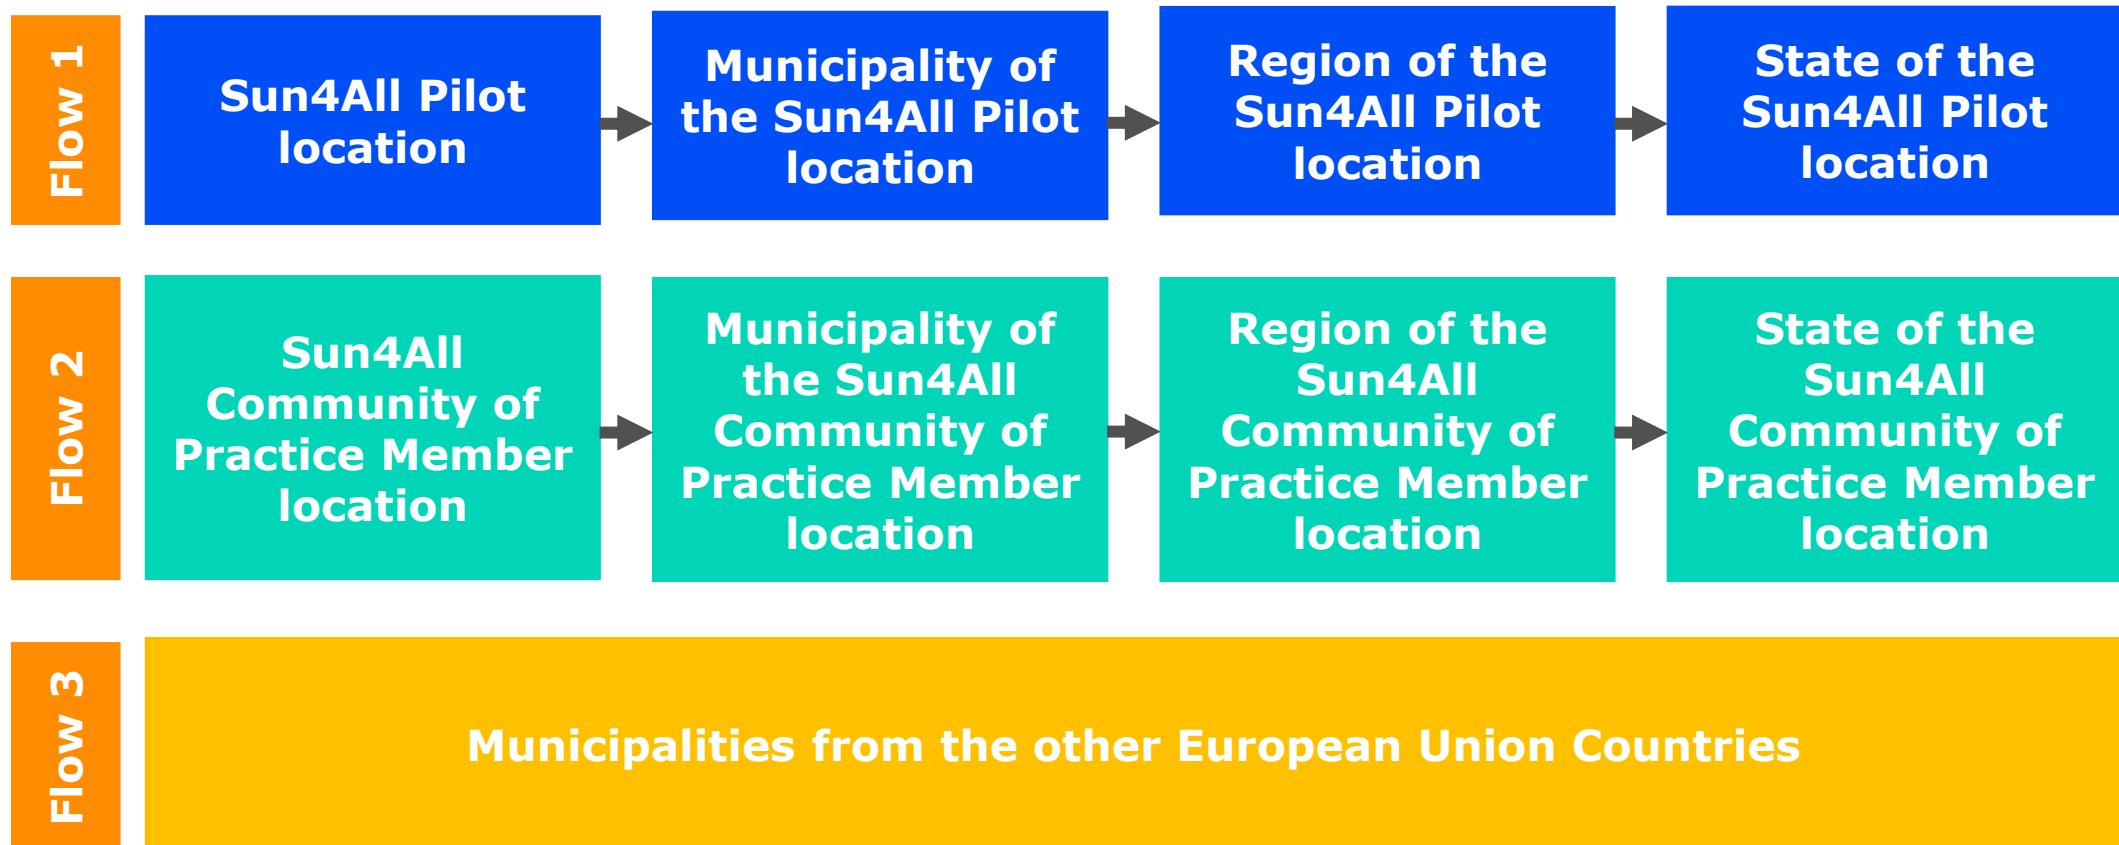 Flow 1
Sun4All Pilot
location
Municipality of
the Sun4All Pilot
location
Region of the
Sun4All Pilot
location
State of the
Sun4All Pilot
location
Flow 2
Sun4All
Community of
Practice Member
location
Municipality of
the Sun4All
Community of
Practice Member
location
Region of the
Sun4All
Community of
Practice Member
location
State of the
Sun4All
Community of
Practice Member
location
Flow 3
Municipalities from the other European Union Countries